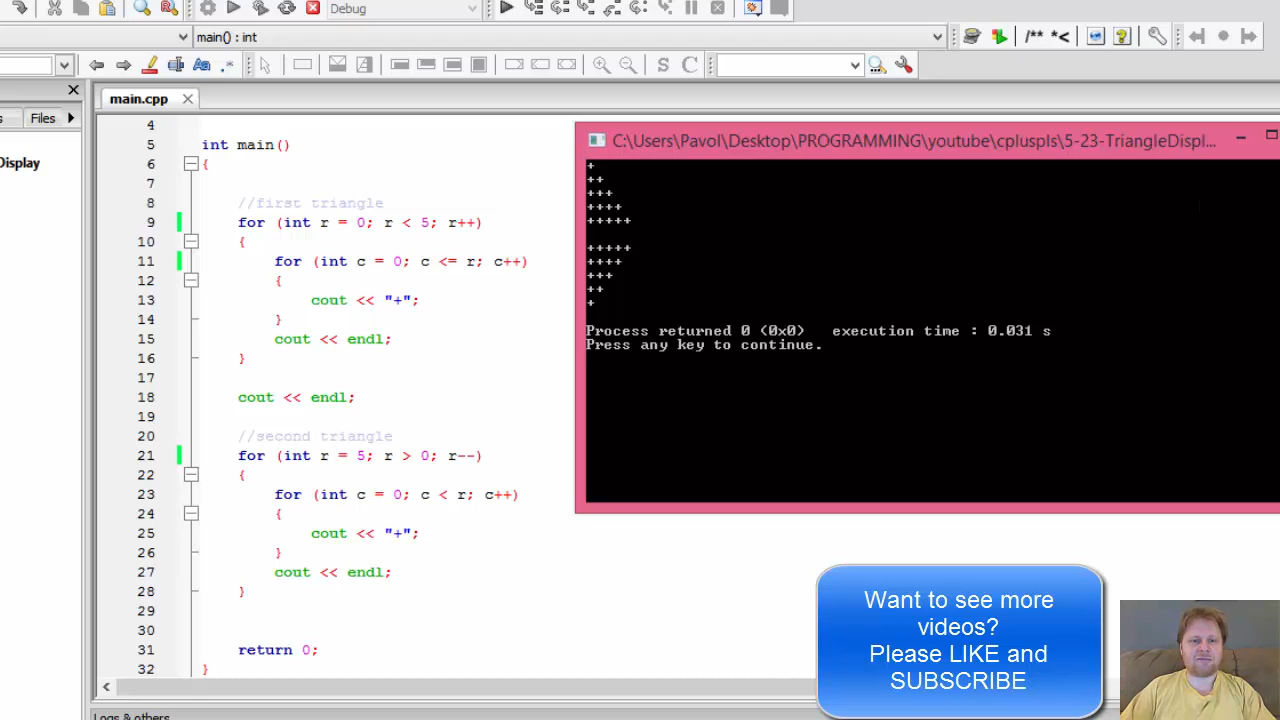 Debug
main() : int
/** *<
S C
s Files
main.cpp
Display
4
5 int main()
6 {
7
8 //first triangle
9 for (int r = 0; r < 5; r++)
10 {
11 for (int c = 0; c <= r; c++)
12 {
13 cout << "+";
14 }
15 cout << endl;
16 }
17
18 cout << endl;
19
20 //second triangle
21 for (int r = 5; r > 0; r--)
22 {
23 for (int c = 0; c < r; c++)
24 {
25 cout << "+";
26 }
27 cout << endl;
28 }
29
30
31 return 0;
32 }
C:\Users\Pavol\Desktop\PROGRAMMING\youtube\cpluspls\5-23-TriangleDispl...
+
++
+++
++++
+++++
+++++
++++
+++
++
+
Process returned 0 (0x0) execution time : 0.031 s
Press any key to continue.
Want to see more
videos?
Please LIKE and
SUBSCRIBE
Logs & others